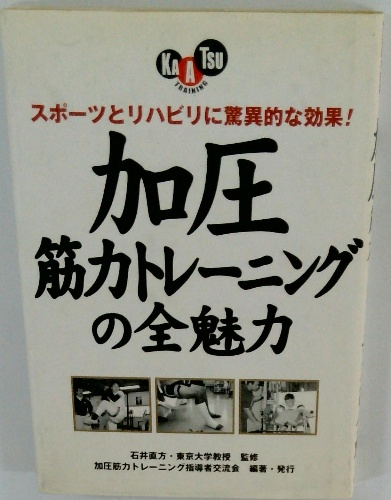 KAATSU
TRAINING
スポーツとリハビリに驚異的な効果!
加圧
筋力トレーニング
の全魅力
石井直方・東京大学教授　監修
加圧筋力トレーニング指導者交流会　編著・発行